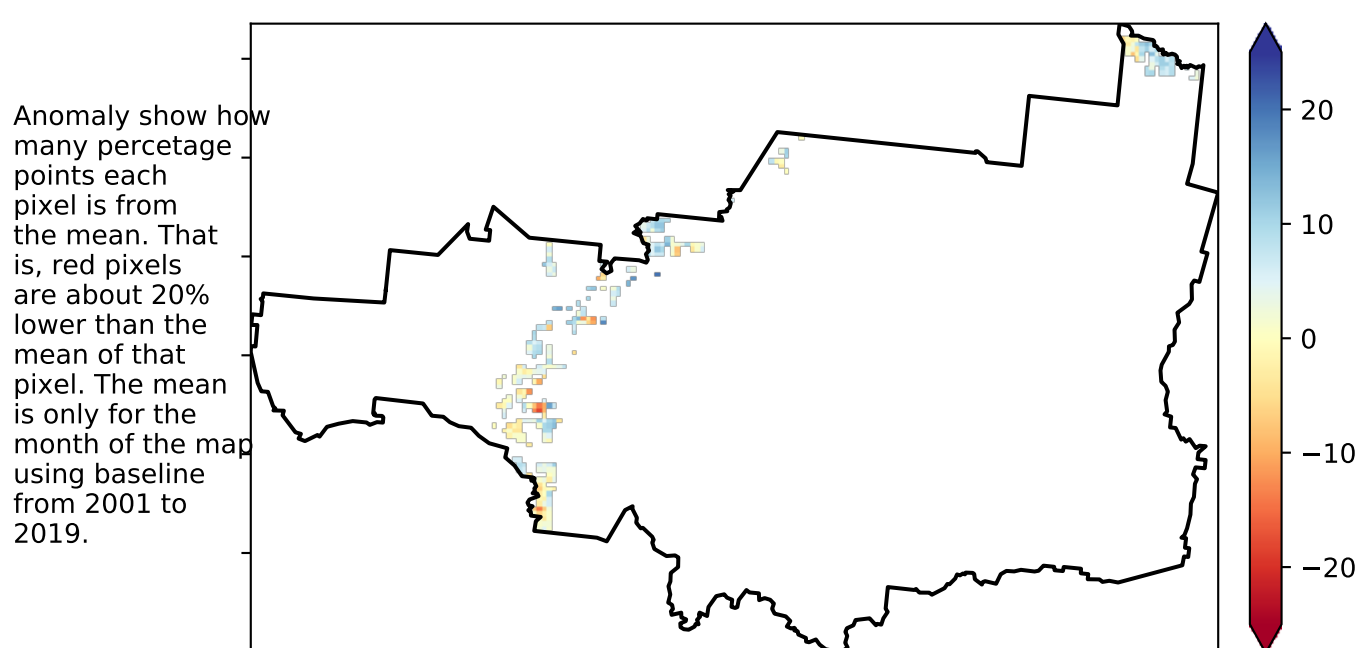 Anomaly show how
many percetage
points each
pixel is from
the mean. That
is, red pixels
are about 20%
lower than the
mean of that
pixel. The mean
is only for the
month of the map
using baseline
from 2001 to
2019.
20
10
0
−10
−20